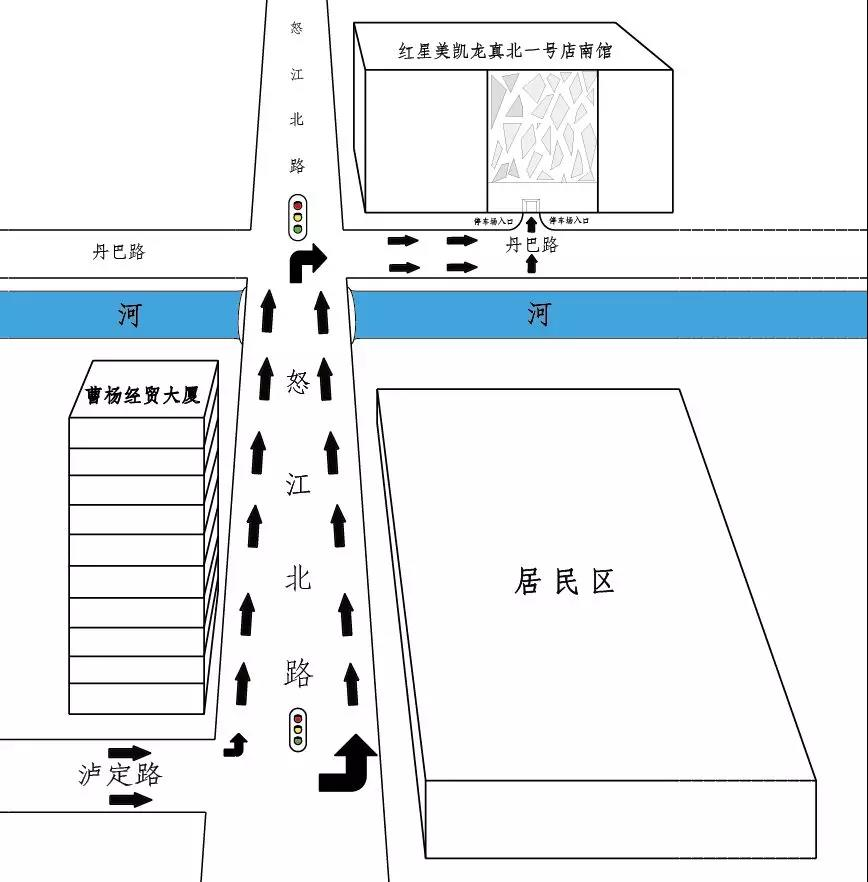 怒江北路
红星美凯龙真北一号店南馆
停车场入口
停车场入口
丹巴路
丹巴路
河
河
曹杨经贸大厦
怒江北路
居民区
泸定路